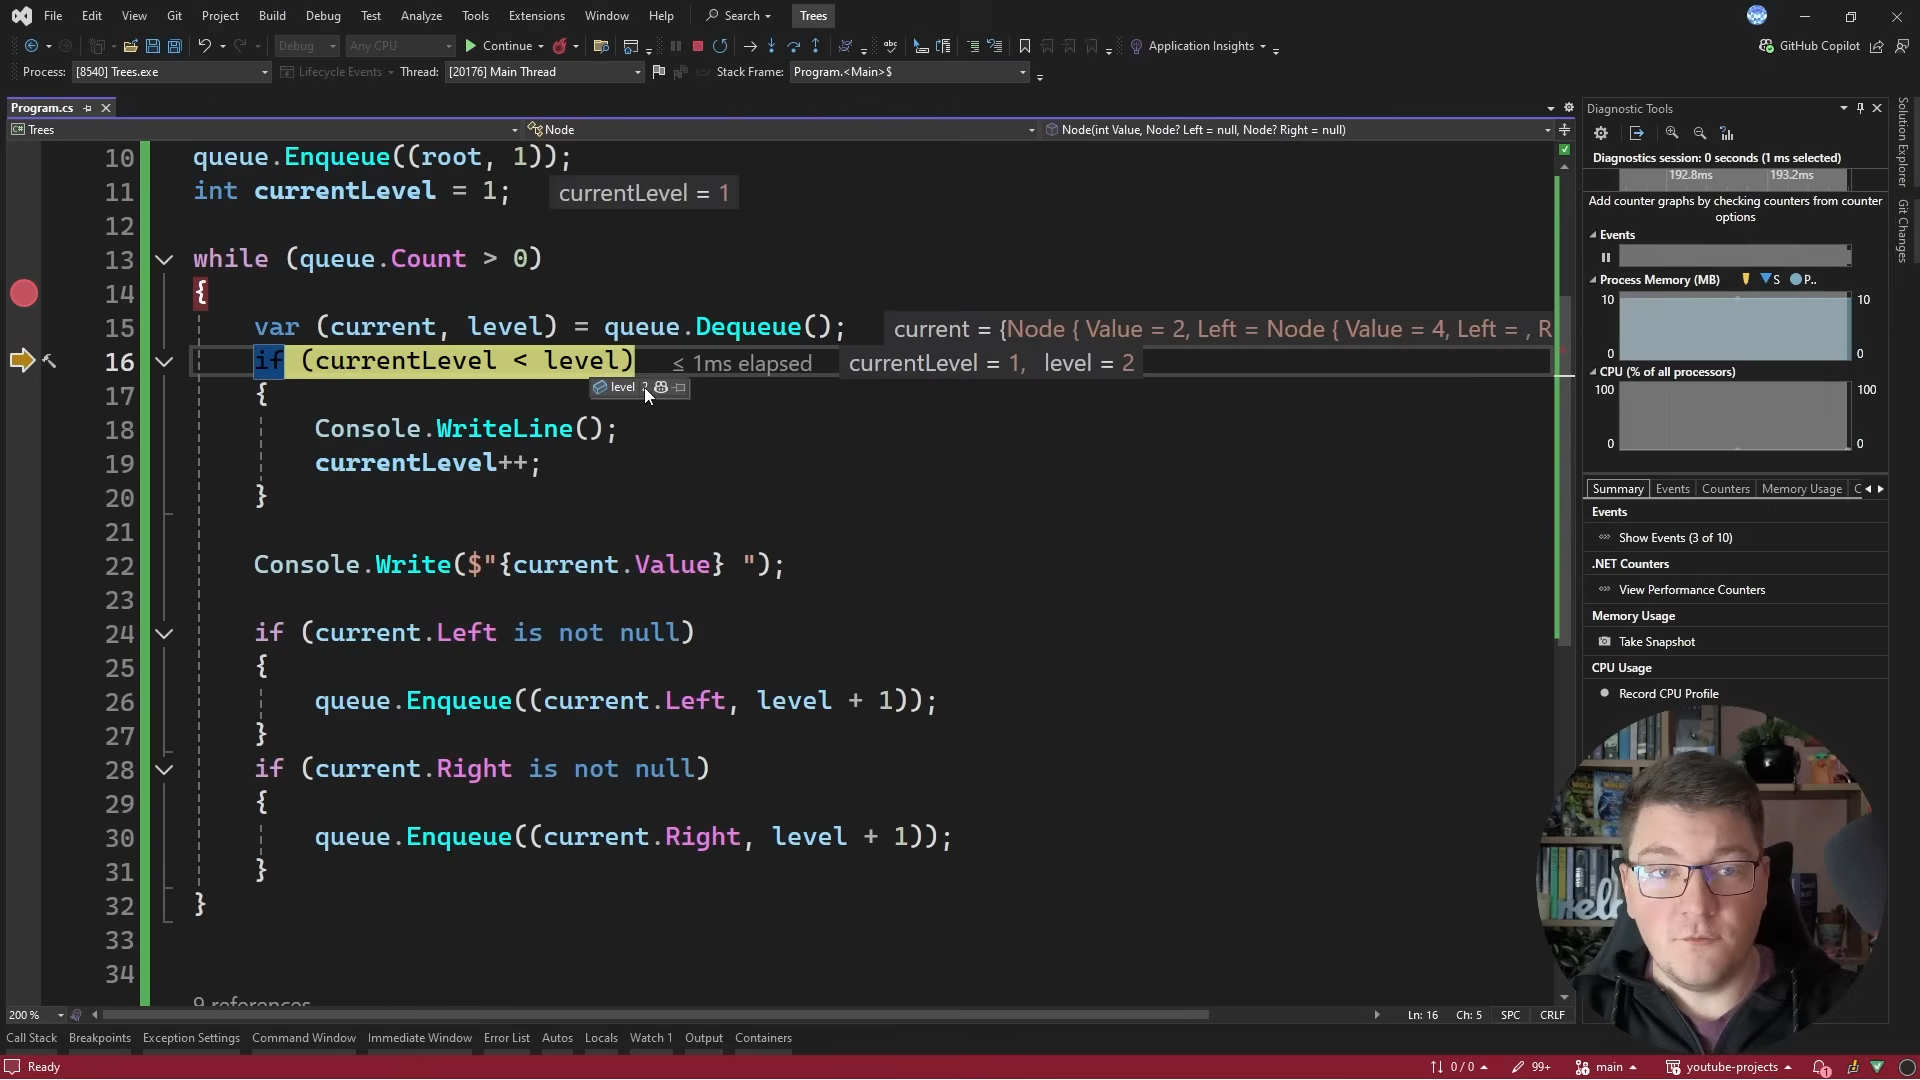 File Edit View Git Project Build Debug Test Analyze Tools Extensions Window Help Search Trees
Debug Any CPU Continue Application Insights GitHub Copilot
Process: [8540] Trees.exe Lifecycle Events Thread: [20176] Main Thread Stack Frame: Program.<Main>$
Program.cs
Trees Node Node(int Value, Node? Left = null, Node? Right = null)
10 queue.Enqueue((root, 1));
11 int currentLevel = 1; currentLevel = 1
12
13 while (queue.Count > 0)
14 {
15 var (current, level) = queue.Dequeue(); current = {Node { Value = 2, Left = Node { Value = 4, Left = , R
16 if (currentLevel < level) ≤ 1ms elapsed currentLevel = 1, level = 2
level 2
17 {
18 Console.WriteLine();
19 currentLevel++;
20 }
21
22 Console.Write($"{current.Value} ");
23
24 if (current.Left is not null)
25 {
26 queue.Enqueue((current.Left, level + 1));
27 }
28 if (current.Right is not null)
29 {
30 queue.Enqueue((current.Right, level + 1));
31 }
32 }
33
34
9 references
200 % Ln: 16 Ch: 5 SPC CRLF
Call Stack Breakpoints Exception Settings Command Window Immediate Window Error List Autos Locals Watch 1 Output Containers
Ready 0 / 0 99+ main youtube-projects 1
Diagnostic Tools
Diagnostics session: 0 seconds (1 ms selected)
192.8ms 193.2ms
Add counter graphs by checking counters from counter
options
Events
Process Memory (MB) S P..
10 10
0 0
CPU (% of all processors)
100 100
0 0
Summary Events Counters Memory Usage C
Events
Show Events (3 of 10)
.NET Counters
View Performance Counters
Memory Usage
Take Snapshot
CPU Usage
Record CPU Profile
Solution Explorer
Git Changes